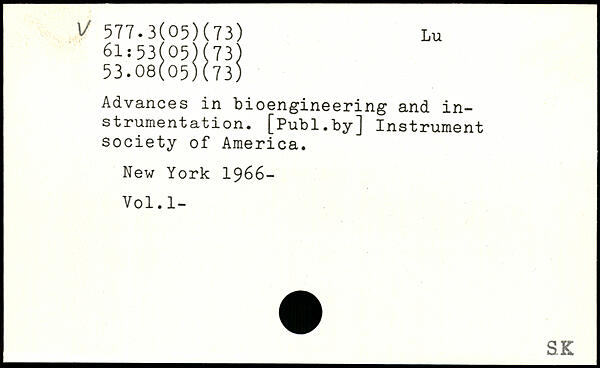 V 577.3(05)(73) Lu
61:53(05)(73)
53.08(05)(73)
Advances in bioengineering and in-
strumentation. [Publ.by] Instrument
society of America.
New York 1966-
Vol.1-
SK